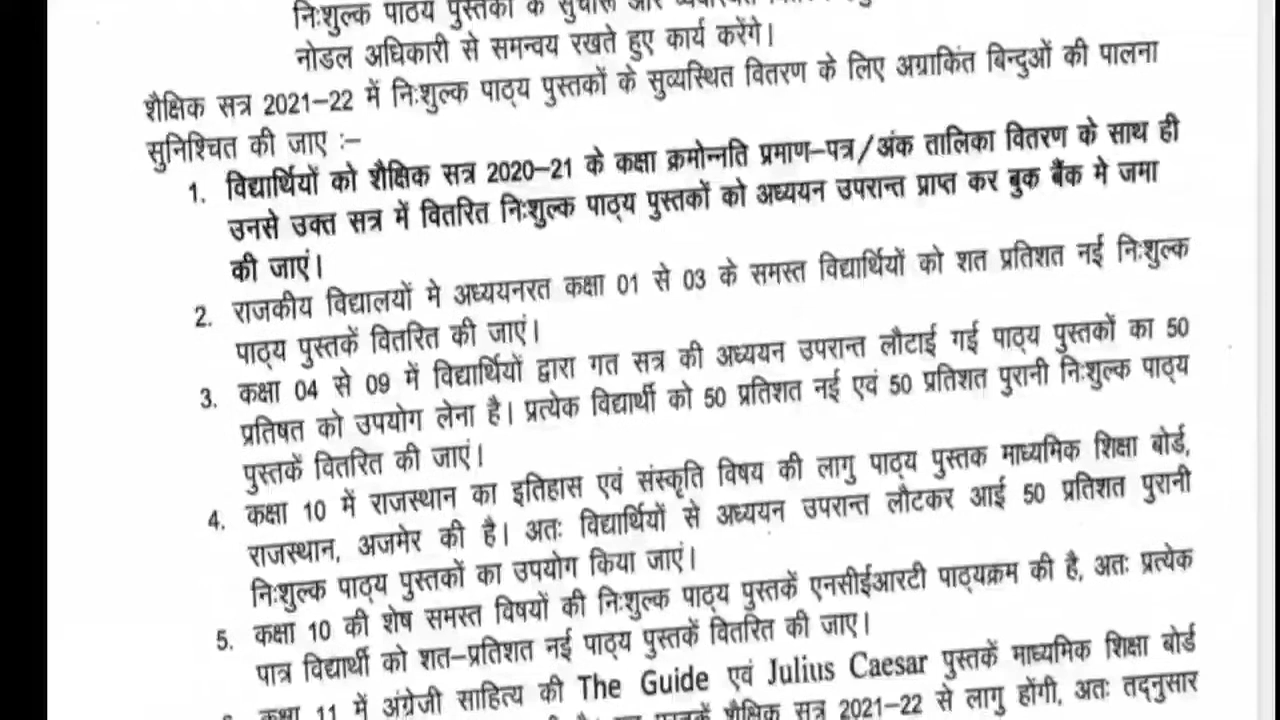 निःशुल्क पाठ्य पुस्तकों के सुचारू और
नोडल अधिकारी से समन्वय रखते हुए कार्य करेंगे।
शैक्षिक सत्र 2021–22 में निःशुल्क पाठ्य पुस्तकों के सुव्यस्थित वितरण के लिए अग्रांकित बिन्दुओं की पालना
सुनिश्चित की जाए :–
1. विद्यार्थियों को शैक्षिक सत्र 2020–21 के कक्षा क्रमोन्नति प्रमाण–पत्र/अंक तालिका वितरण के साथ ही
उनसे उक्त सत्र में वितरित निःशुल्क पाठ्य पुस्तकों को अध्ययन उपरान्त प्राप्त कर बुक बैंक मे जमा
की जाएं।
2. राजकीय विद्यालयों मे अध्ययनरत कक्षा 01 से 03 के समस्त विद्यार्थियों को शत प्रतिशत नई निःशुल्क
पाठ्य पुस्तकें वितरित की जाएं।
3. कक्षा 04 से 09 में विद्यार्थियों द्वारा गत सत्र की अध्ययन उपरान्त लौटाई गई पाठ्य पुस्तकों का 50
प्रतिषत को उपयोग लेना है। प्रत्येक विद्यार्थी को 50 प्रतिशत नई एवं 50 प्रतिशत पुरानी निःशुल्क पाठ्य
पुस्तकें वितरित की जाएं।
4. कक्षा 10 में राजस्थान का इतिहास एवं संस्कृति विषय की लागु पाठ्य पुस्तक माध्यमिक शिक्षा बोर्ड,
राजस्थान, अजमेर की है। अतः विद्यार्थियों से अध्ययन उपरान्त लौटकर आई 50 प्रतिशत पुरानी
निःशुल्क पाठ्य पुस्तकों का उपयोग किया जाएं।
5. कक्षा 10 की शेष समस्त विषयों की निःशुल्क पाठ्य पुस्तकें एनसीईआरटी पाठ्यक्रम की है, अतः प्रत्येक
पात्र विद्यार्थी को शत–प्रतिशत नई पाठ्य पुस्तकें वितरित की जाए।
कक्षा 11 में अंग्रेजी साहित्य की The Guide एवं Julius Caesar पुस्तकें माध्यमिक शिक्षा बोर्ड
शैक्षिक सत्र 2021–22 से लागु होंगी, अतः तद्नुसार